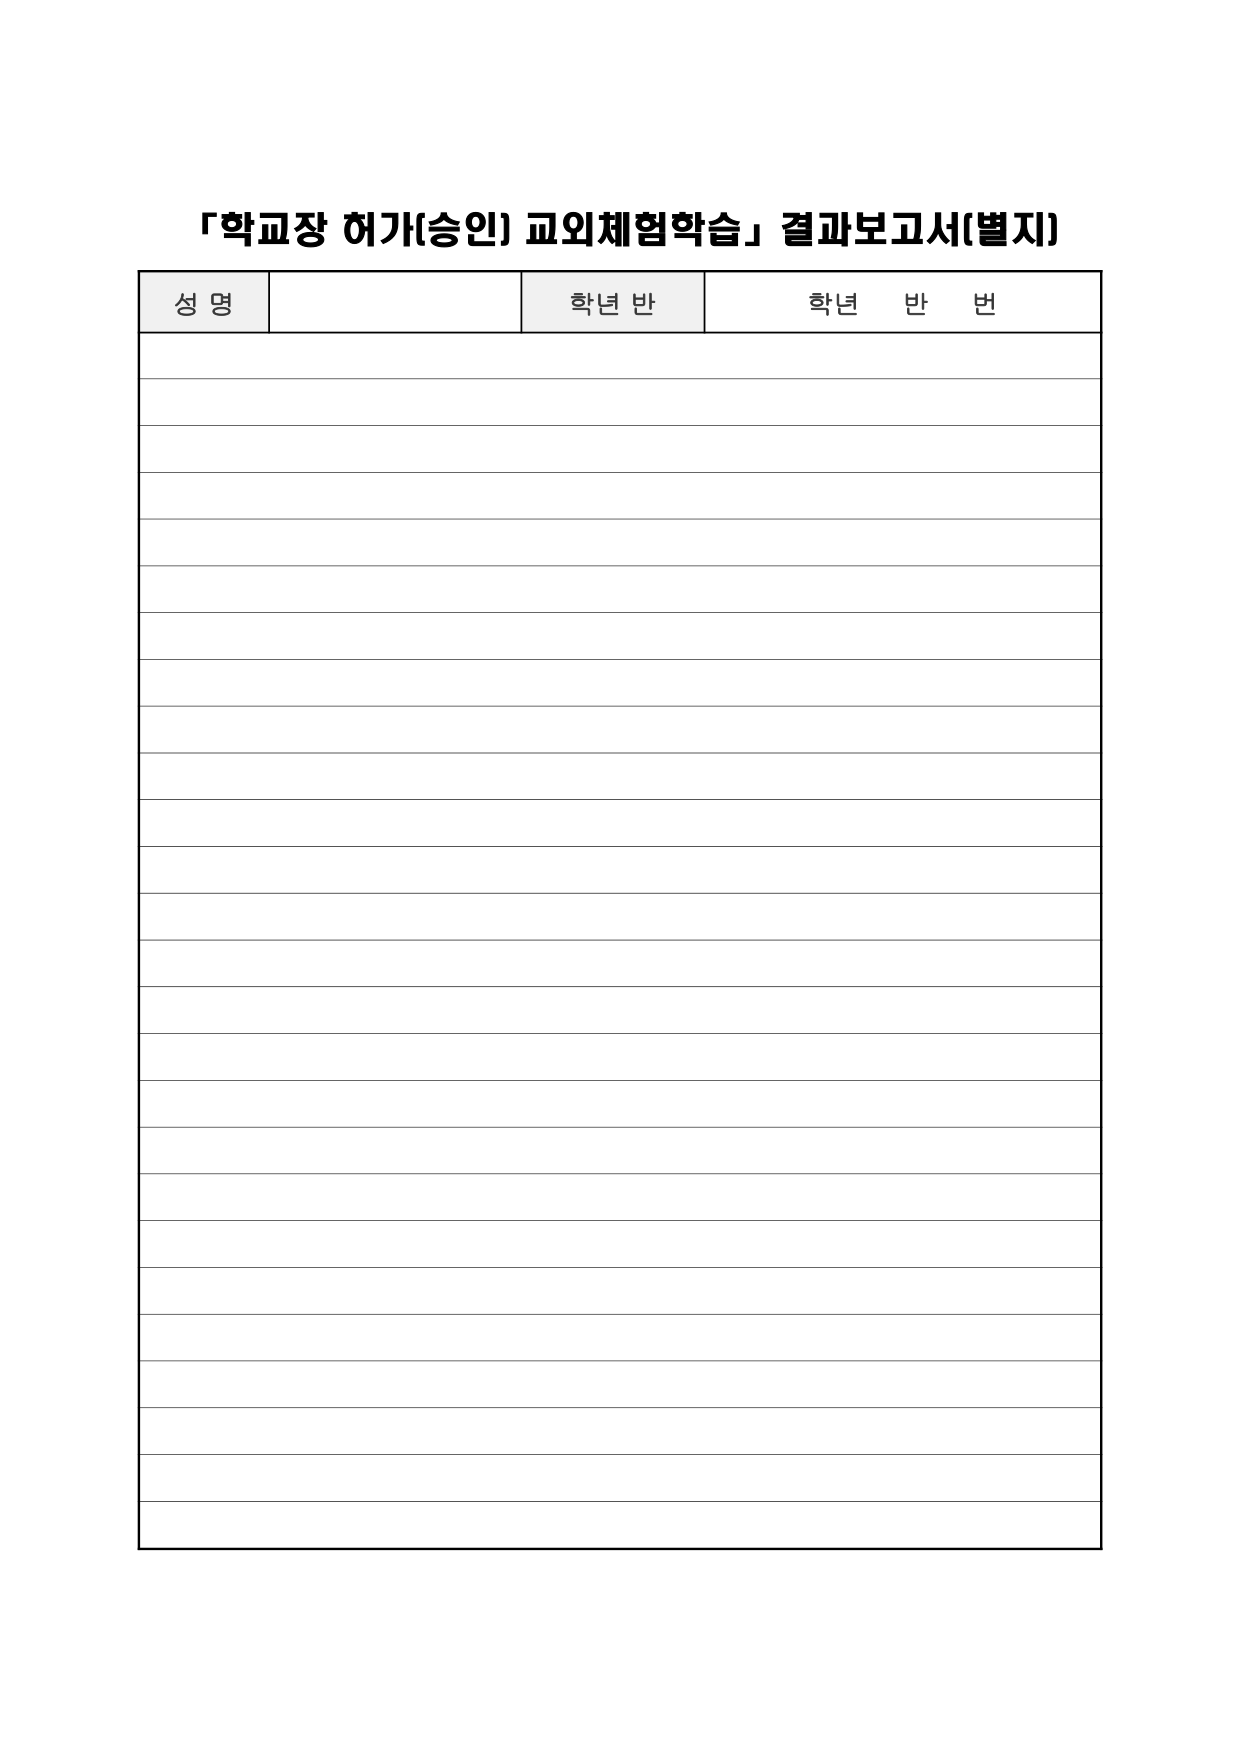 「학교장 허가(승인) 교외체험학습」 결과보고서(별지)
성 명 학년 반 학년 반 번